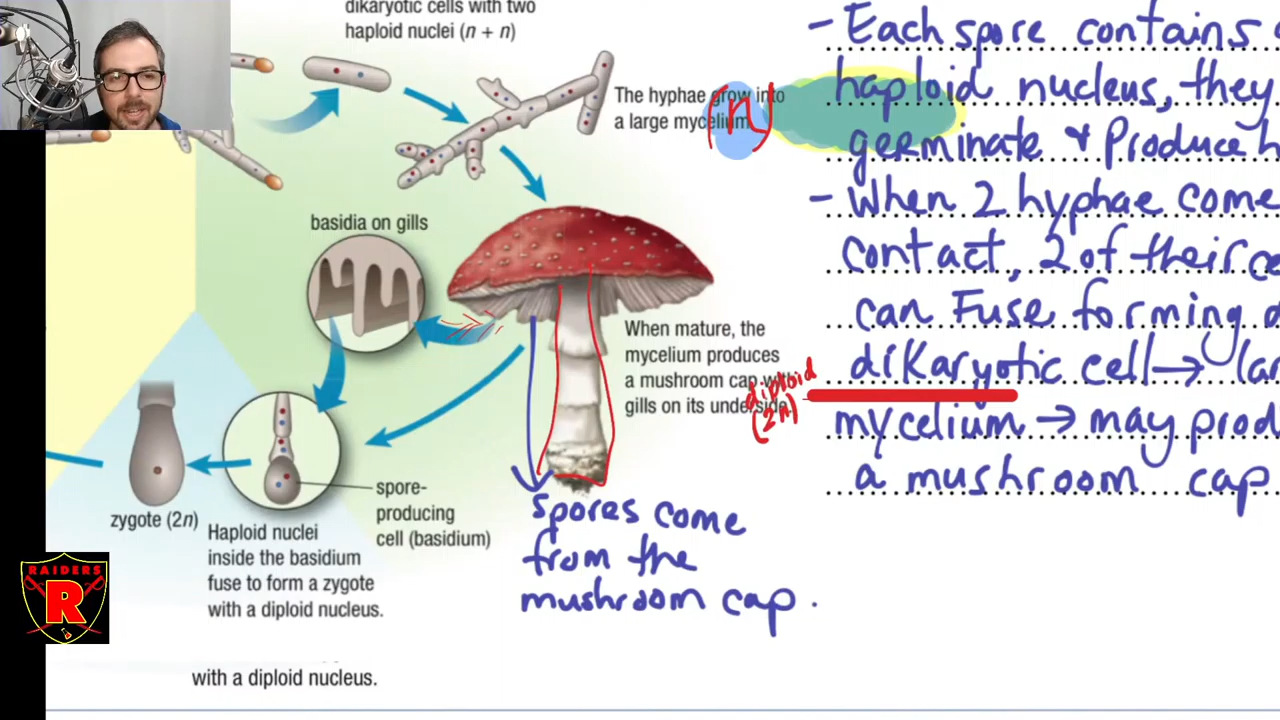 dikaryotic cells with two
haploid nuclei (n + n)
The hyphae grow into
a large mycelium.
(n)
basidia on gills
When mature, the
mycelium produces
a mushroom cap with
gills on its underside.
diploid
(2n)
zygote (2n)
Haploid nuclei
inside the basidium
fuse to form a zygote
with a diploid nucleus.
spore-
producing
cell (basidium)
spores come
from the
mushroom cap.
with a diploid nucleus.
RAIDERS
R
- Each spore contains
haploid nucleus, they
germinate & Produce h
- When 2 hyphae come
contact, 2 of their ce
can Fuse forming a
diKaryotic cell → lar
mycelium → may prod
a mushroom cap